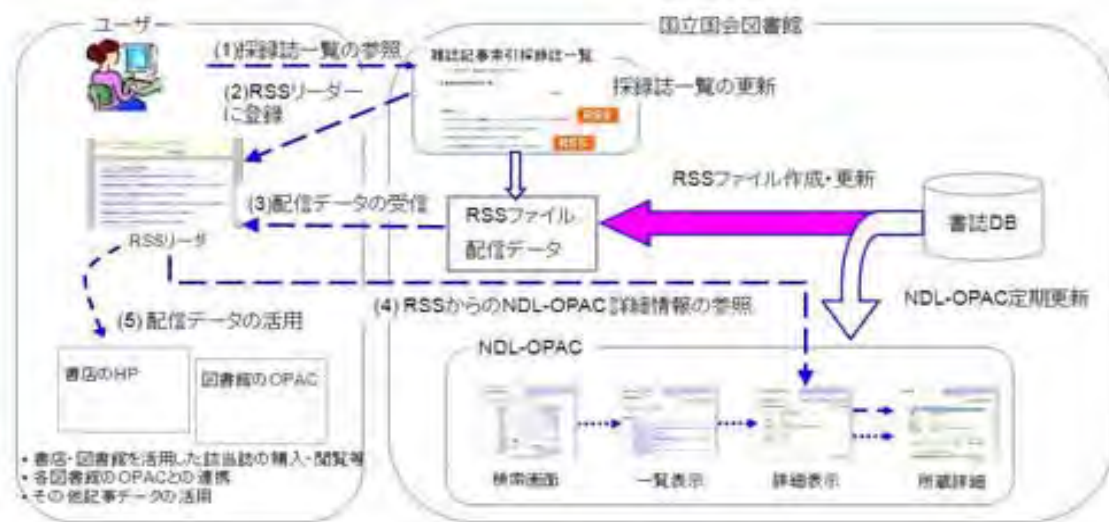 ユーザー
国立国会図書館
(1)採録誌一覧の参照
雑誌記事索引採録誌一覧
採録誌一覧の更新
(2)RSSリーダー
に登録
RSS
RSS
RSSファイル作成・更新
(3)配信データの受信
RSSファイル
配信データ
書誌DB
RSSリーダ
(4) RSSからのNDL-OPAC詳細情報の参照
NDL-OPAC定期更新
(5) 配信データの活用
NDL-OPAC
書店のHP
図書館のOPAC
検索画面
一覧表示
詳細表示
所蔵詳細
・書店・図書館を活用した該当誌の購入・閲覧等
・各図書館のOPACとの連携
・その他記事データの活用